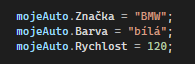 mojeAuto.Značka = "BMW";
mojeAuto.Barva = "bílá";
mojeAuto.Rychlost = 120;